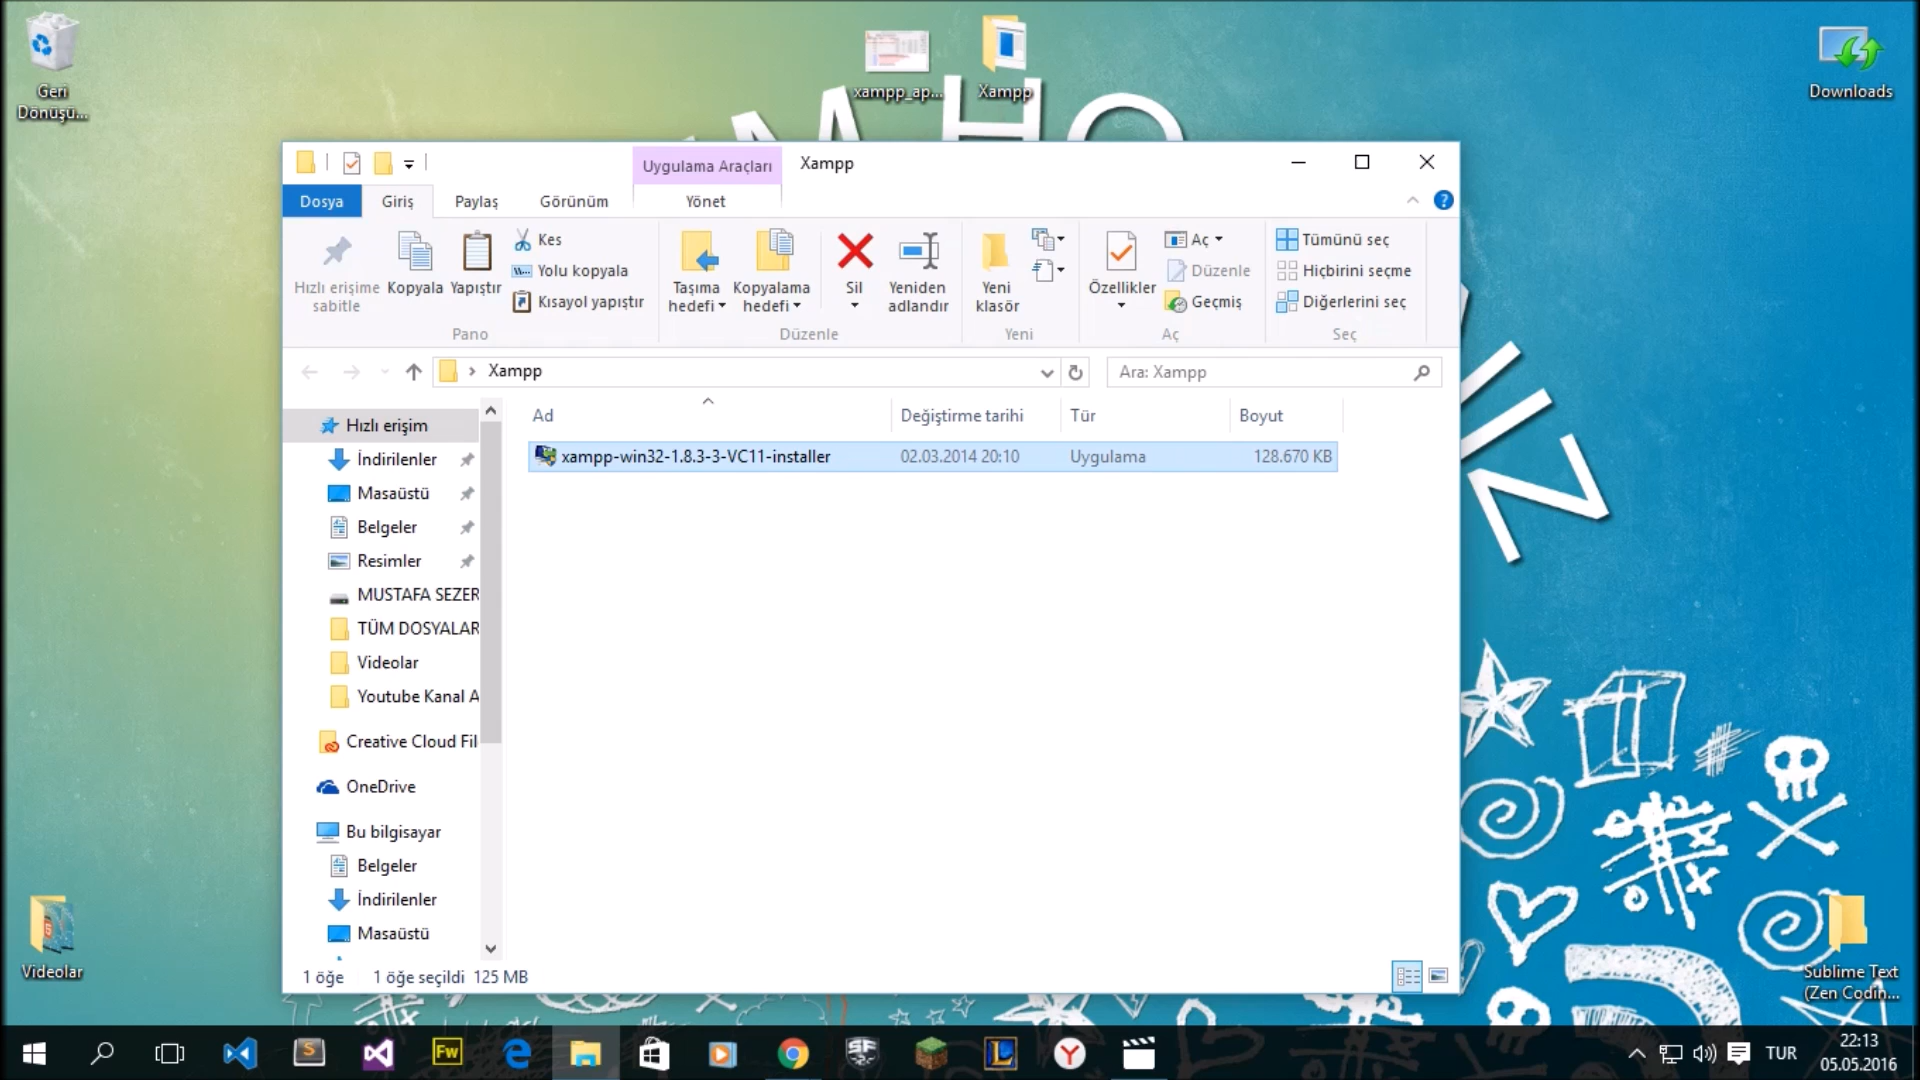 Geri
Dönüşü...
xampp_ap...
Xampp
Downloads
Uygulama Araçları
Xampp
Dosya
Giriş
Paylaş
Görünüm
Yönet
Hızlı erişime
sabitle
Kopyala
Yapıştır
Kes
Yolu kopyala
Kısayol yapıştır
Pano
Taşıma
hedefi
Kopyalama
hedefi
Sil
Yeniden
adlandır
Düzenle
Yeni
klasör
Yeni
Özellikler
Aç
Düzenle
Geçmiş
Aç
Tümünü seç
Hiçbirini seçme
Diğerlerini seç
Seç
Xampp
Ara: Xampp
Ad
Değiştirme tarihi
Tür
Boyut
xampp-win32-1.8.3-3-VC11-installer
02.03.2014 20:10
Uygulama
128.670 KB
Hızlı erişim
İndirilenler
Masaüstü
Belgeler
Resimler
MUSTAFA SEZER
TÜM DOSYALAR
Videolar
Youtube Kanal A
Creative Cloud Fil
OneDrive
Bu bilgisayar
Belgeler
İndirilenler
Masaüstü
1 öğe
1 öğe seçildi 125 MB
Videolar
Sublime Text
(Zen Codin...
S
Fw
SF
L
TUR
22:13
05.05.2016